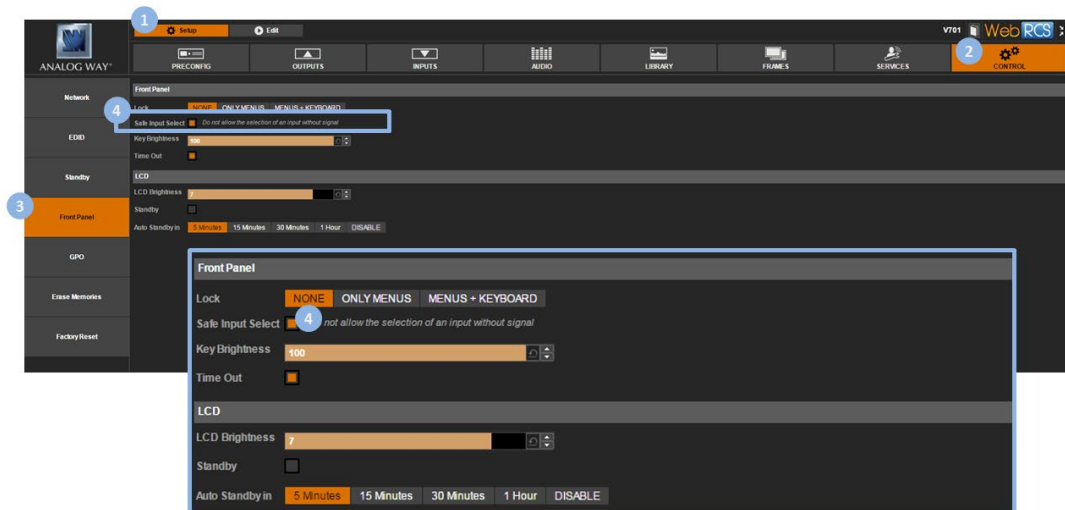 1
Setup
Edit
V701
Web RCS
ANALOG WAY®
PRECONFIG
OUTPUTS
INPUTS
AUDIO
LIBRARY
FRAMES
SERVICES
2
CONTROL
Network
EDID
Standby
3
Front Panel
GPO
Erase Memories
Factory Reset
Front Panel
4
Lock NONE ONLY MENUS MENUS + KEYBOARD
Safe Input Select Do not allow the selection of an input without signal
Key Brightness 100
Time Out
LCD
LCD Brightness 7
Standby
Auto Standby in 5 Minutes 15 Minutes 30 Minutes 1 Hour DISABLE
Front Panel
Lock NONE ONLY MENUS MENUS + KEYBOARD
Safe Input Select 4 not allow the selection of an input without signal
Key Brightness 100
Time Out
LCD
LCD Brightness 7
Standby
Auto Standby in 5 Minutes 15 Minutes 30 Minutes 1 Hour DISABLE